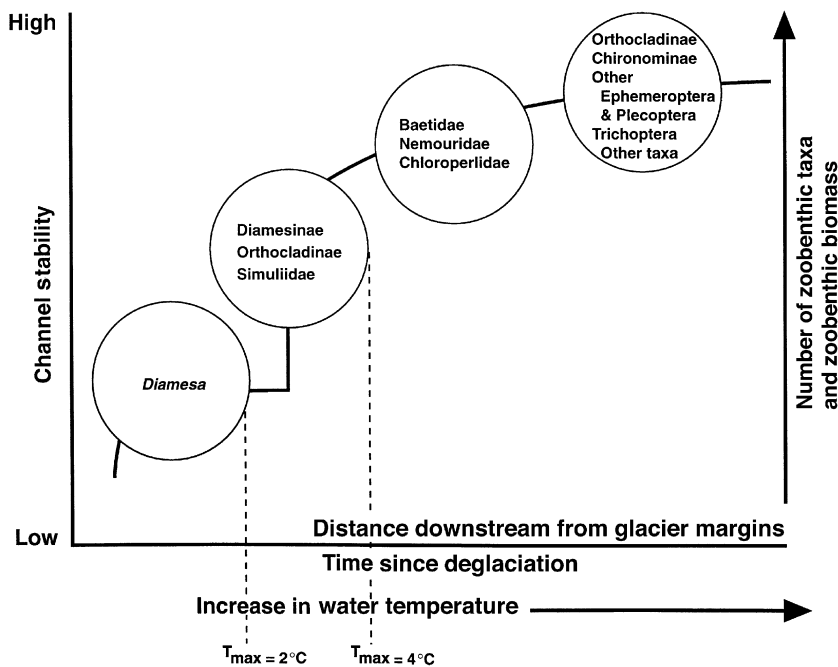 High
Orthocladinae
Chironominae
Other
Ephemeroptera
& Plecoptera
Trichoptera
Other taxa
Baetidae
Nemouridae
Chloroperlidae
Diamesinae
Orthocladinae
Simuliidae
Diamesa
Channel stability
Number of zoobenthic taxa
and zoobenthic biomass
Low
Distance downstream from glacier margins
Time since deglaciation
Increase in water temperature
Tmax = 2°C
Tmax = 4°C